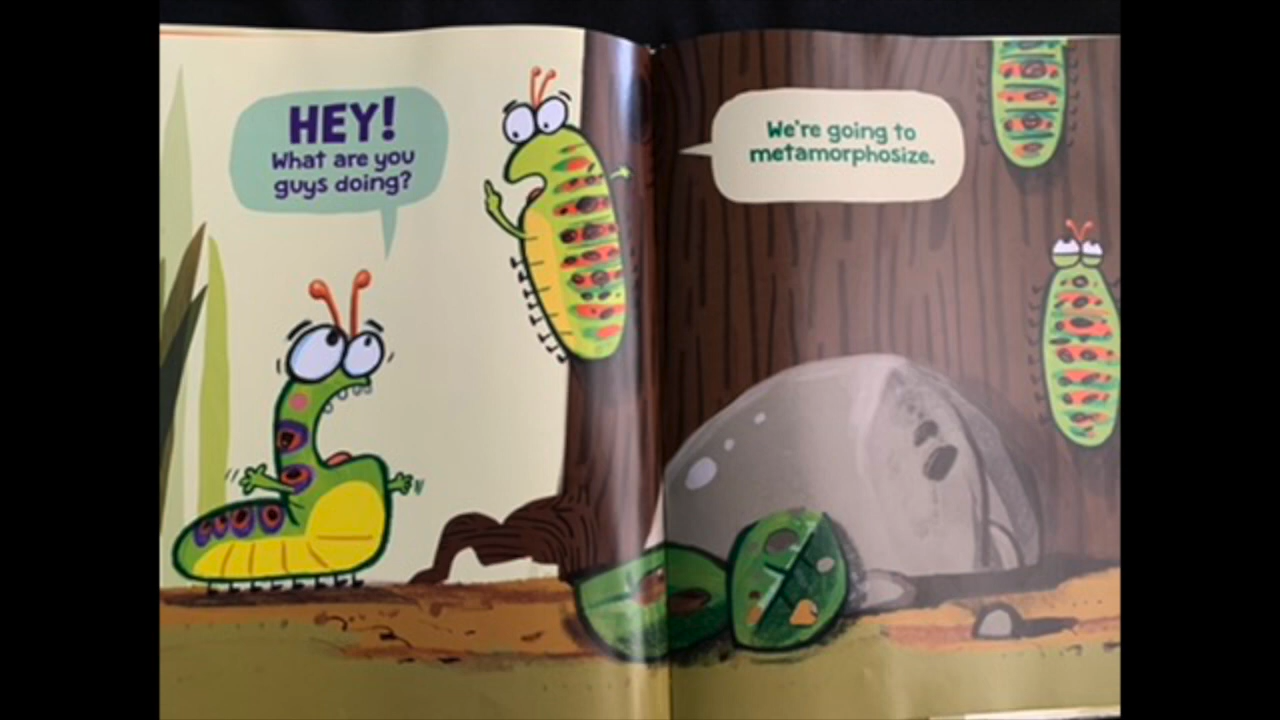 HEY!
What are you
guys doing?
We're going to
metamorphosize.